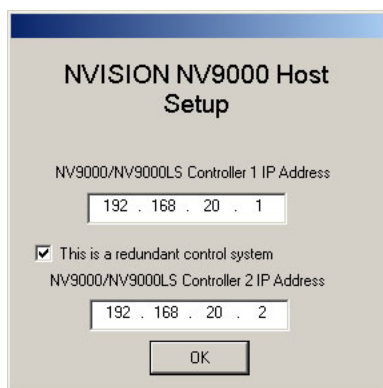 NVISION NV9000 Host
Setup
NV9000/NV9000LS Controller 1 IP Address
192 . 168 . 20 . 1
This is a redundant control system
NV9000/NV9000LS Controller 2 IP Address
192 . 168 . 20 . 2
OK